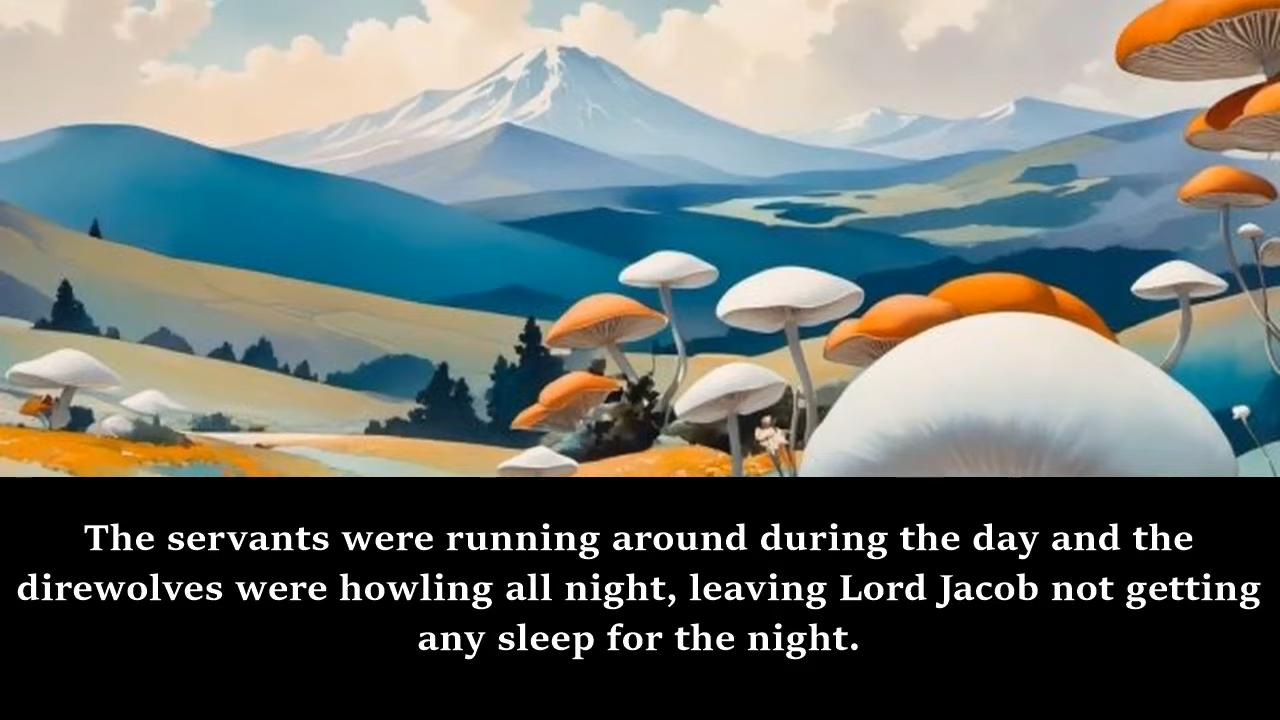 The servants were running around during the day and the
direwolves were howling all night, leaving Lord Jacob not getting
any sleep for the night.